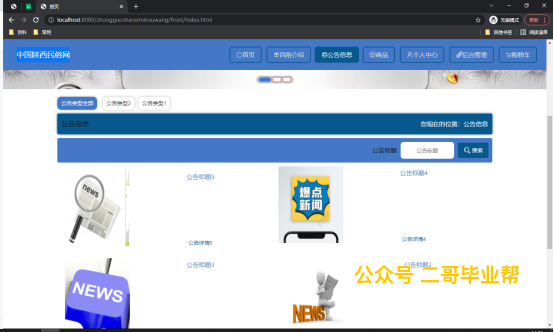 首页
localhost:8080/zhongguoshanximinsuwang/front/index.html
无痕模式
更新
资料
常用
其他书签
阅读清单
中国陕西民俗网
首页
民俗介绍
公告信息
商品
个人中心
后台管理
购物车
公告类型全部
公告类型2
公告类型1
公告信息
您现在的位置：公告信息
公告标题
公告标题
搜索
news
公告标题5
公告详情5
爆点
新闻
公告标题4
公告详情4
NEWS
公告标题3
NEWS
公告标题2
公众号 二哥毕业帮